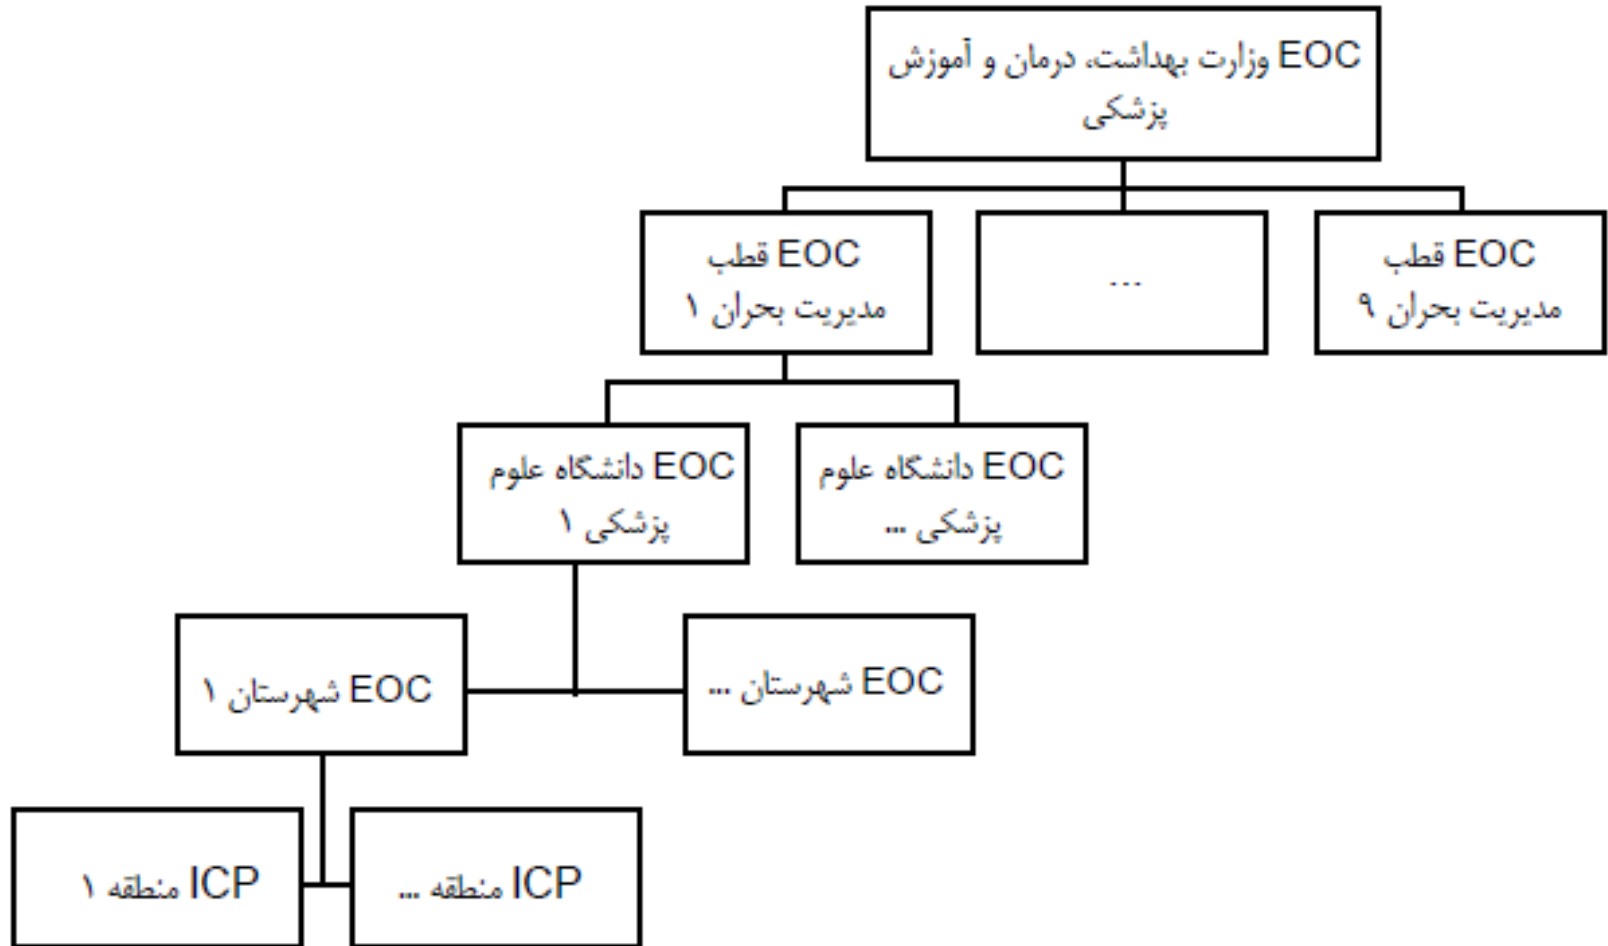 EOC وزارت بهداشت، درمان و آموزش
پزشکی
EOC قطب
مدیریت بحران ۹
...
EOC قطب
مدیریت بحران ۱
EOC دانشگاه علوم
پزشکی ...
EOC دانشگاه علوم
پزشکی ۱
EOC شهرستان ...
EOC شهرستان ۱
ICP منطقه ...
ICP منطقه ۱